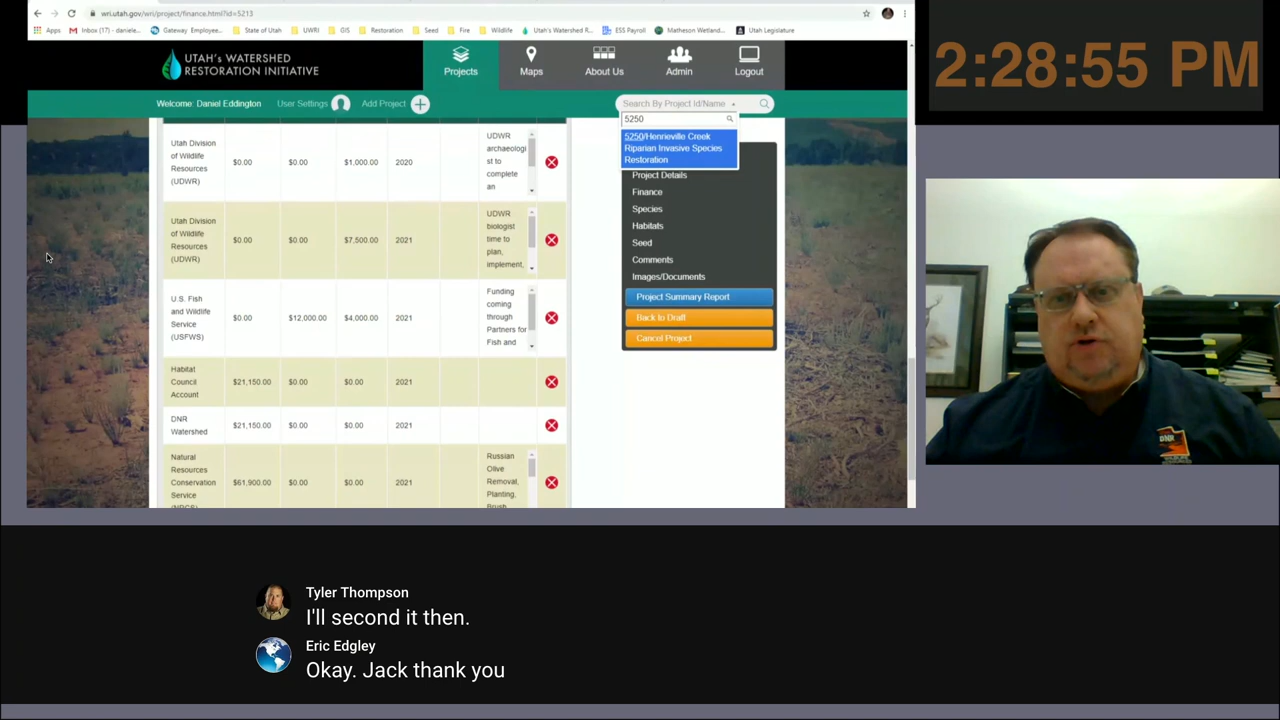 wri.utah.gov/wri/project/finance.html?id=5213
Apps Inbox (17) - daniele... Gateway Employee... State of Utah UWRI GIS Restoration Seed Fire Wildlife Utah's Watershed R... ESS Payroll Matheson Wetland... Utah Legislature
UTAH'S WATERSHED
RESTORATION INITIATIVE
Projects Maps About Us Admin Logout
Welcome: Daniel Eddington User Settings Add Project
Search By Project Id/Name
5250
5250/Henrieville Creek
Riparian Invasive Species
Restoration
Project Details
Finance
Species
Habitats
Seed
Comments
Images/Documents
Project Summary Report
Back to Draft
Cancel Project
Utah Division
of Wildlife
Resources
(UDWR)
$0.00 $0.00 $1,000.00 2020
UDWR
archaeologi
st to
complete
an
Utah Division
of Wildlife
Resources
(UDWR)
$0.00 $0.00 $7,500.00 2021
UDWR
biologist
time to
plan,
implement,
U.S. Fish
and Wildlife
Service
(USFWS)
$0.00 $12,000.00 $4,000.00 2021
Funding
coming
through
Partners for
Fish and
Habitat
Council
Account
$21,150.00 $0.00 $0.00 2021
DNR
Watershed
$21,150.00 $0.00 $0.00 2021
Natural
Resources
Conservation
Service
(NRCS)
$61,900.00 $0.00 $0.00 2021
Russian
Olive
Removal,
Planting,
Brush
2:28:55 PM
DNR
Tyler Thompson
I'll second it then.
Eric Edgley
Okay. Jack thank you